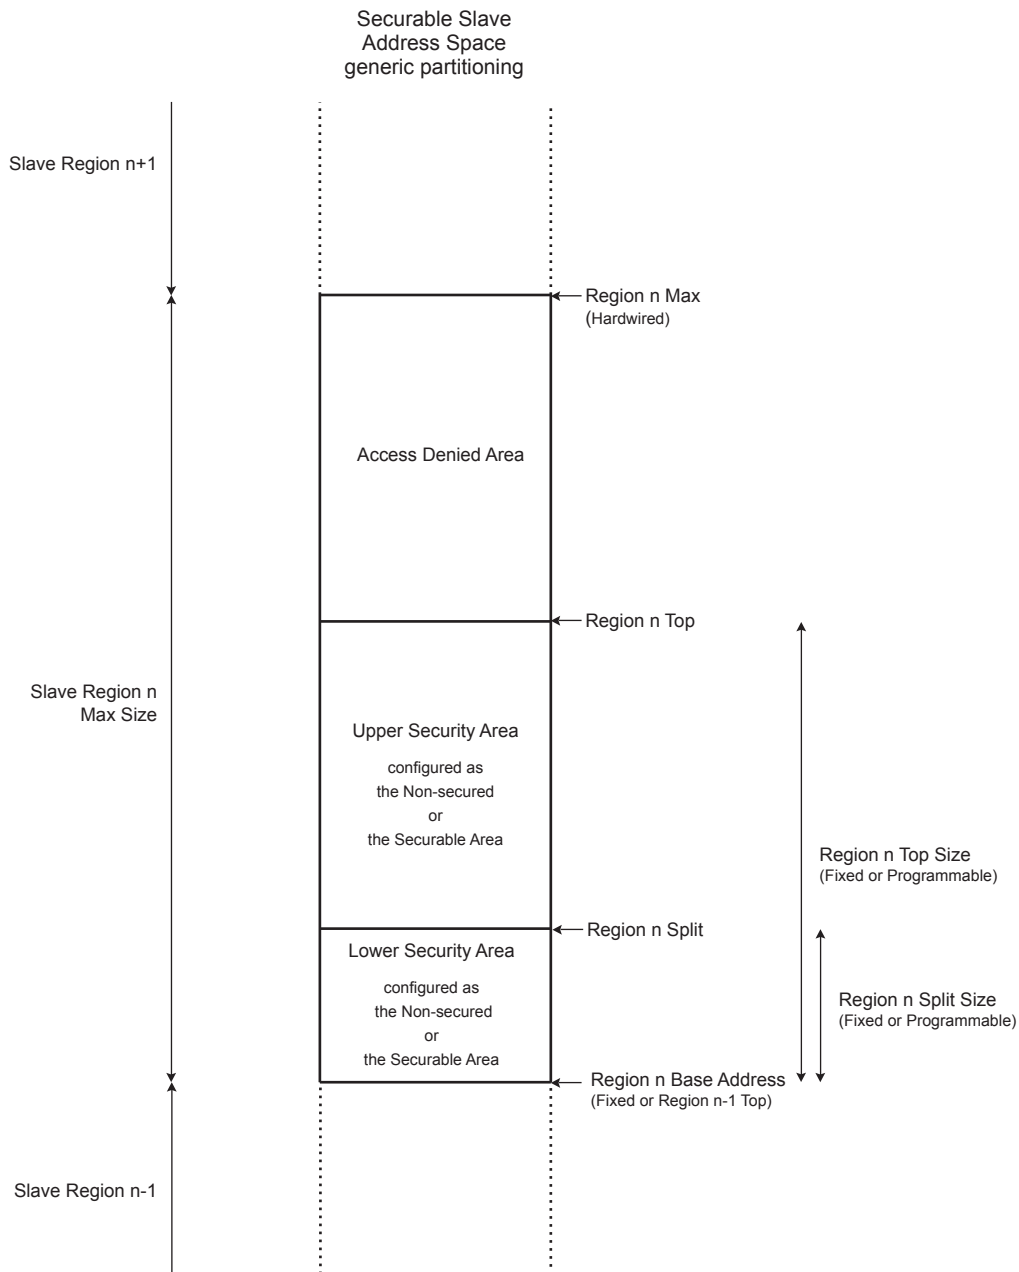 Securable Slave
Address Space
generic partitioning
Slave Region n+1
Region n Max
(Hardwired)
Access Denied Area
Region n Top
Slave Region n
Max Size
Upper Security Area
configured as
the Non-secured
or
the Securable Area
Region n Top Size
(Fixed or Programmable)
Region n Split
Lower Security Area
configured as
the Non-secured
or
the Securable Area
Region n Split Size
(Fixed or Programmable)
Region n Base Address
(Fixed or Region n-1 Top)
Slave Region n-1